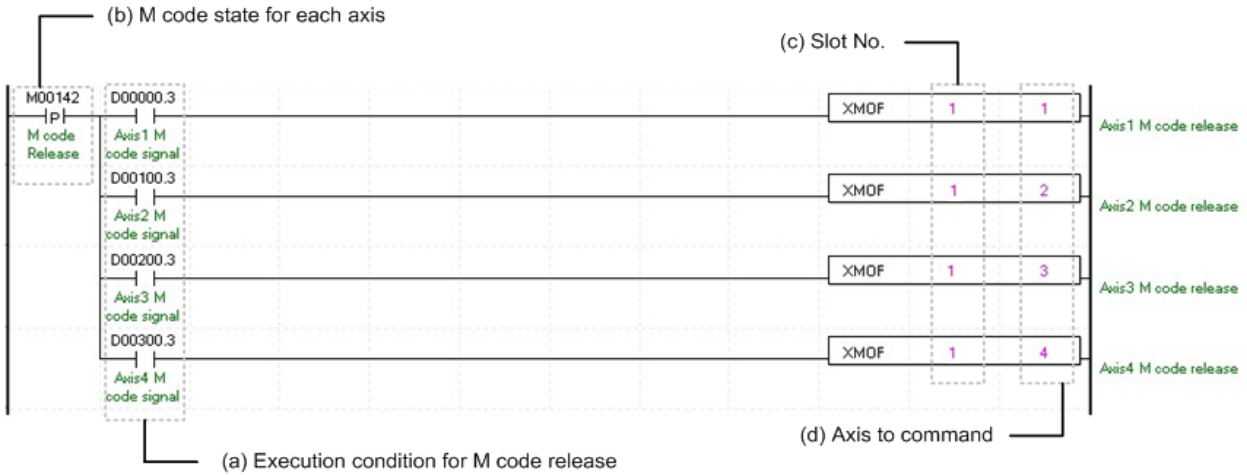 (b) M code state for each axis
(c) Slot No.
M00142
P
M code
Release
D00000.3
Axis1 M
code signal
XMOF 1 1
Axis1 M code release
D00100.3
Axis2 M
code signal
XMOF 1 2
Axis2 M code release
D00200.3
Axis3 M
code signal
XMOF 1 3
Axis3 M code release
D00300.3
Axis4 M
code signal
XMOF 1 4
Axis4 M code release
(d) Axis to command
(a) Execution condition for M code release